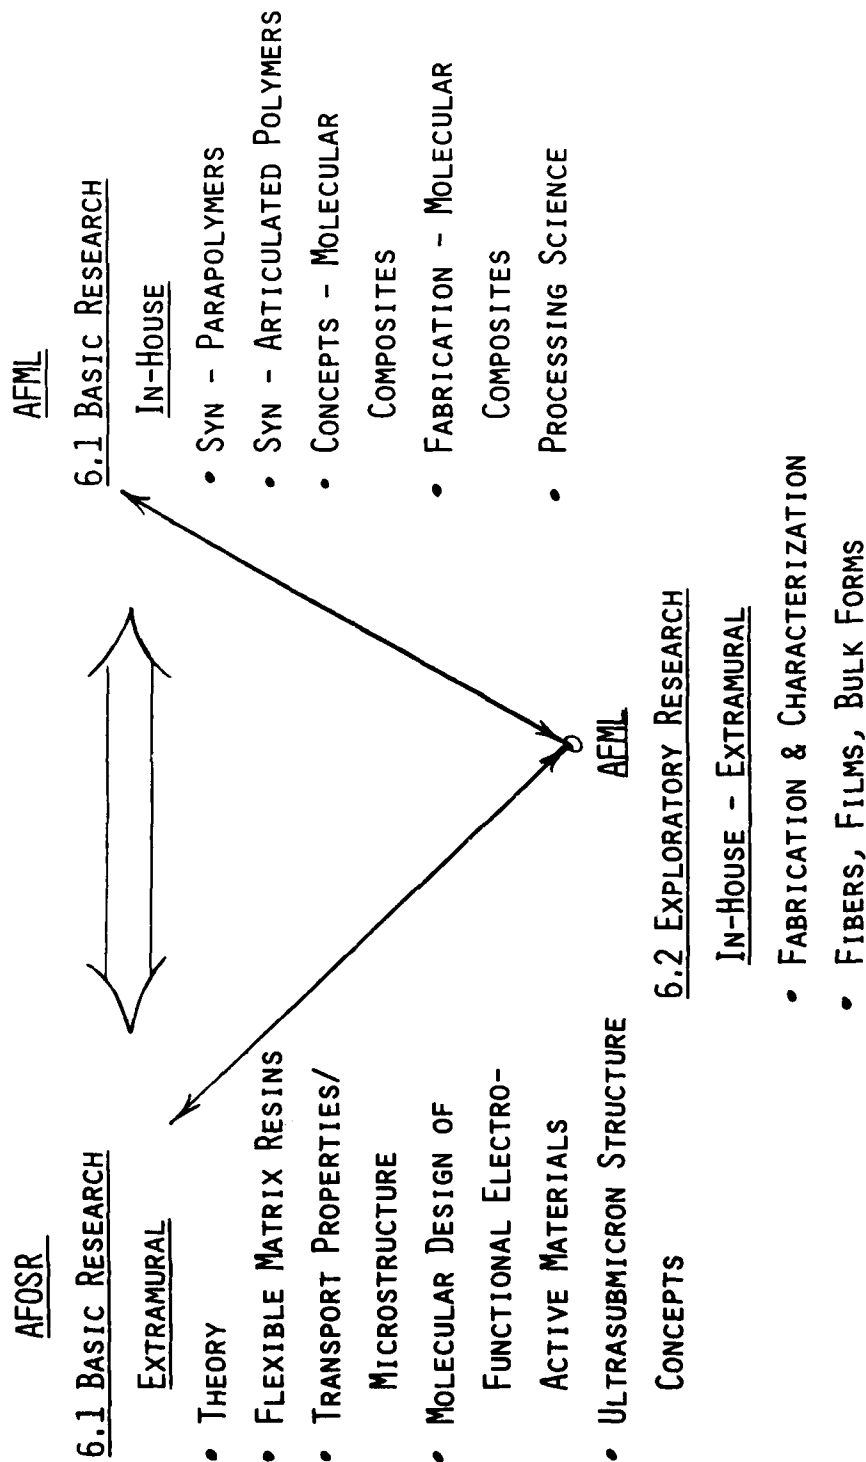 AFOSR
6.1 BASIC RESEARCH
EXTRAMURAL
• THEORY
• FLEXIBLE MATRIX RESINS
• TRANSPORT PROPERTIES/
MICROSTRUCTURE
• MOLECULAR DESIGN OF
FUNCTIONAL ELECTRO-
ACTIVE MATERIALS
• ULTRASUBMICRON STRUCTURE
CONCEPTS
AFML
6.1 BASIC RESEARCH
IN-HOUSE
• SYN - PARAPOLYMERS
• SYN - ARTICULATED POLYMERS
• CONCEPTS - MOLECULAR
COMPOSITES
• FABRICATION - MOLECULAR
COMPOSITES
• PROCESSING SCIENCE
AFML
6.2 EXPLORATORY RESEARCH
IN-HOUSE - EXTRAMURAL
• FABRICATION & CHARACTERIZATION
• FIBERS, FILMS, BULK FORMS